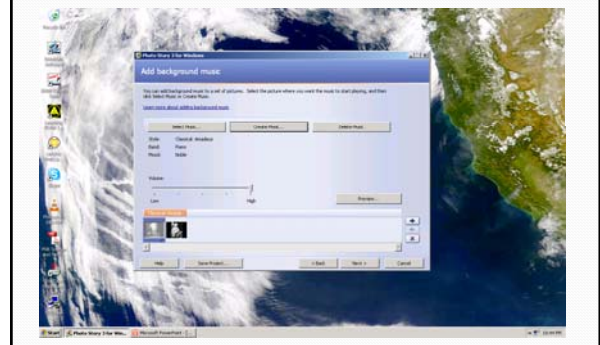 Photo Story 3 for Windows
Add background music
You can add background music to a set of pictures. Select the picture where you want the music to start playing, and then
click Select Music or Create Music.
Learn more about adding background music
Select Music...
Create Music...
Delete Music
Style: Classical: Amadeus
Band: Piano
Mood: Noble
Volume:
Low
High
Preview...
Help
Save Project...
< Back
Next >
Cancel
Start
Photo Story 3 for Win...
Microsoft PowerPoint - [...